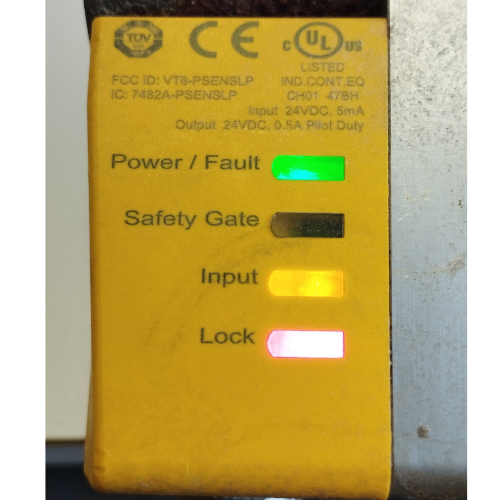 TÜV
CE
c UL US
LISTED
FCC ID: VT8-PSENSLP
IND.CONT.EQ
IC: 7482A-PSENSLP
CH01 47BH
Input 24VDC, 5mA
Output 24VDC, 0.5A Pilot Duty
Power / Fault
Safety Gate
Input
Lock